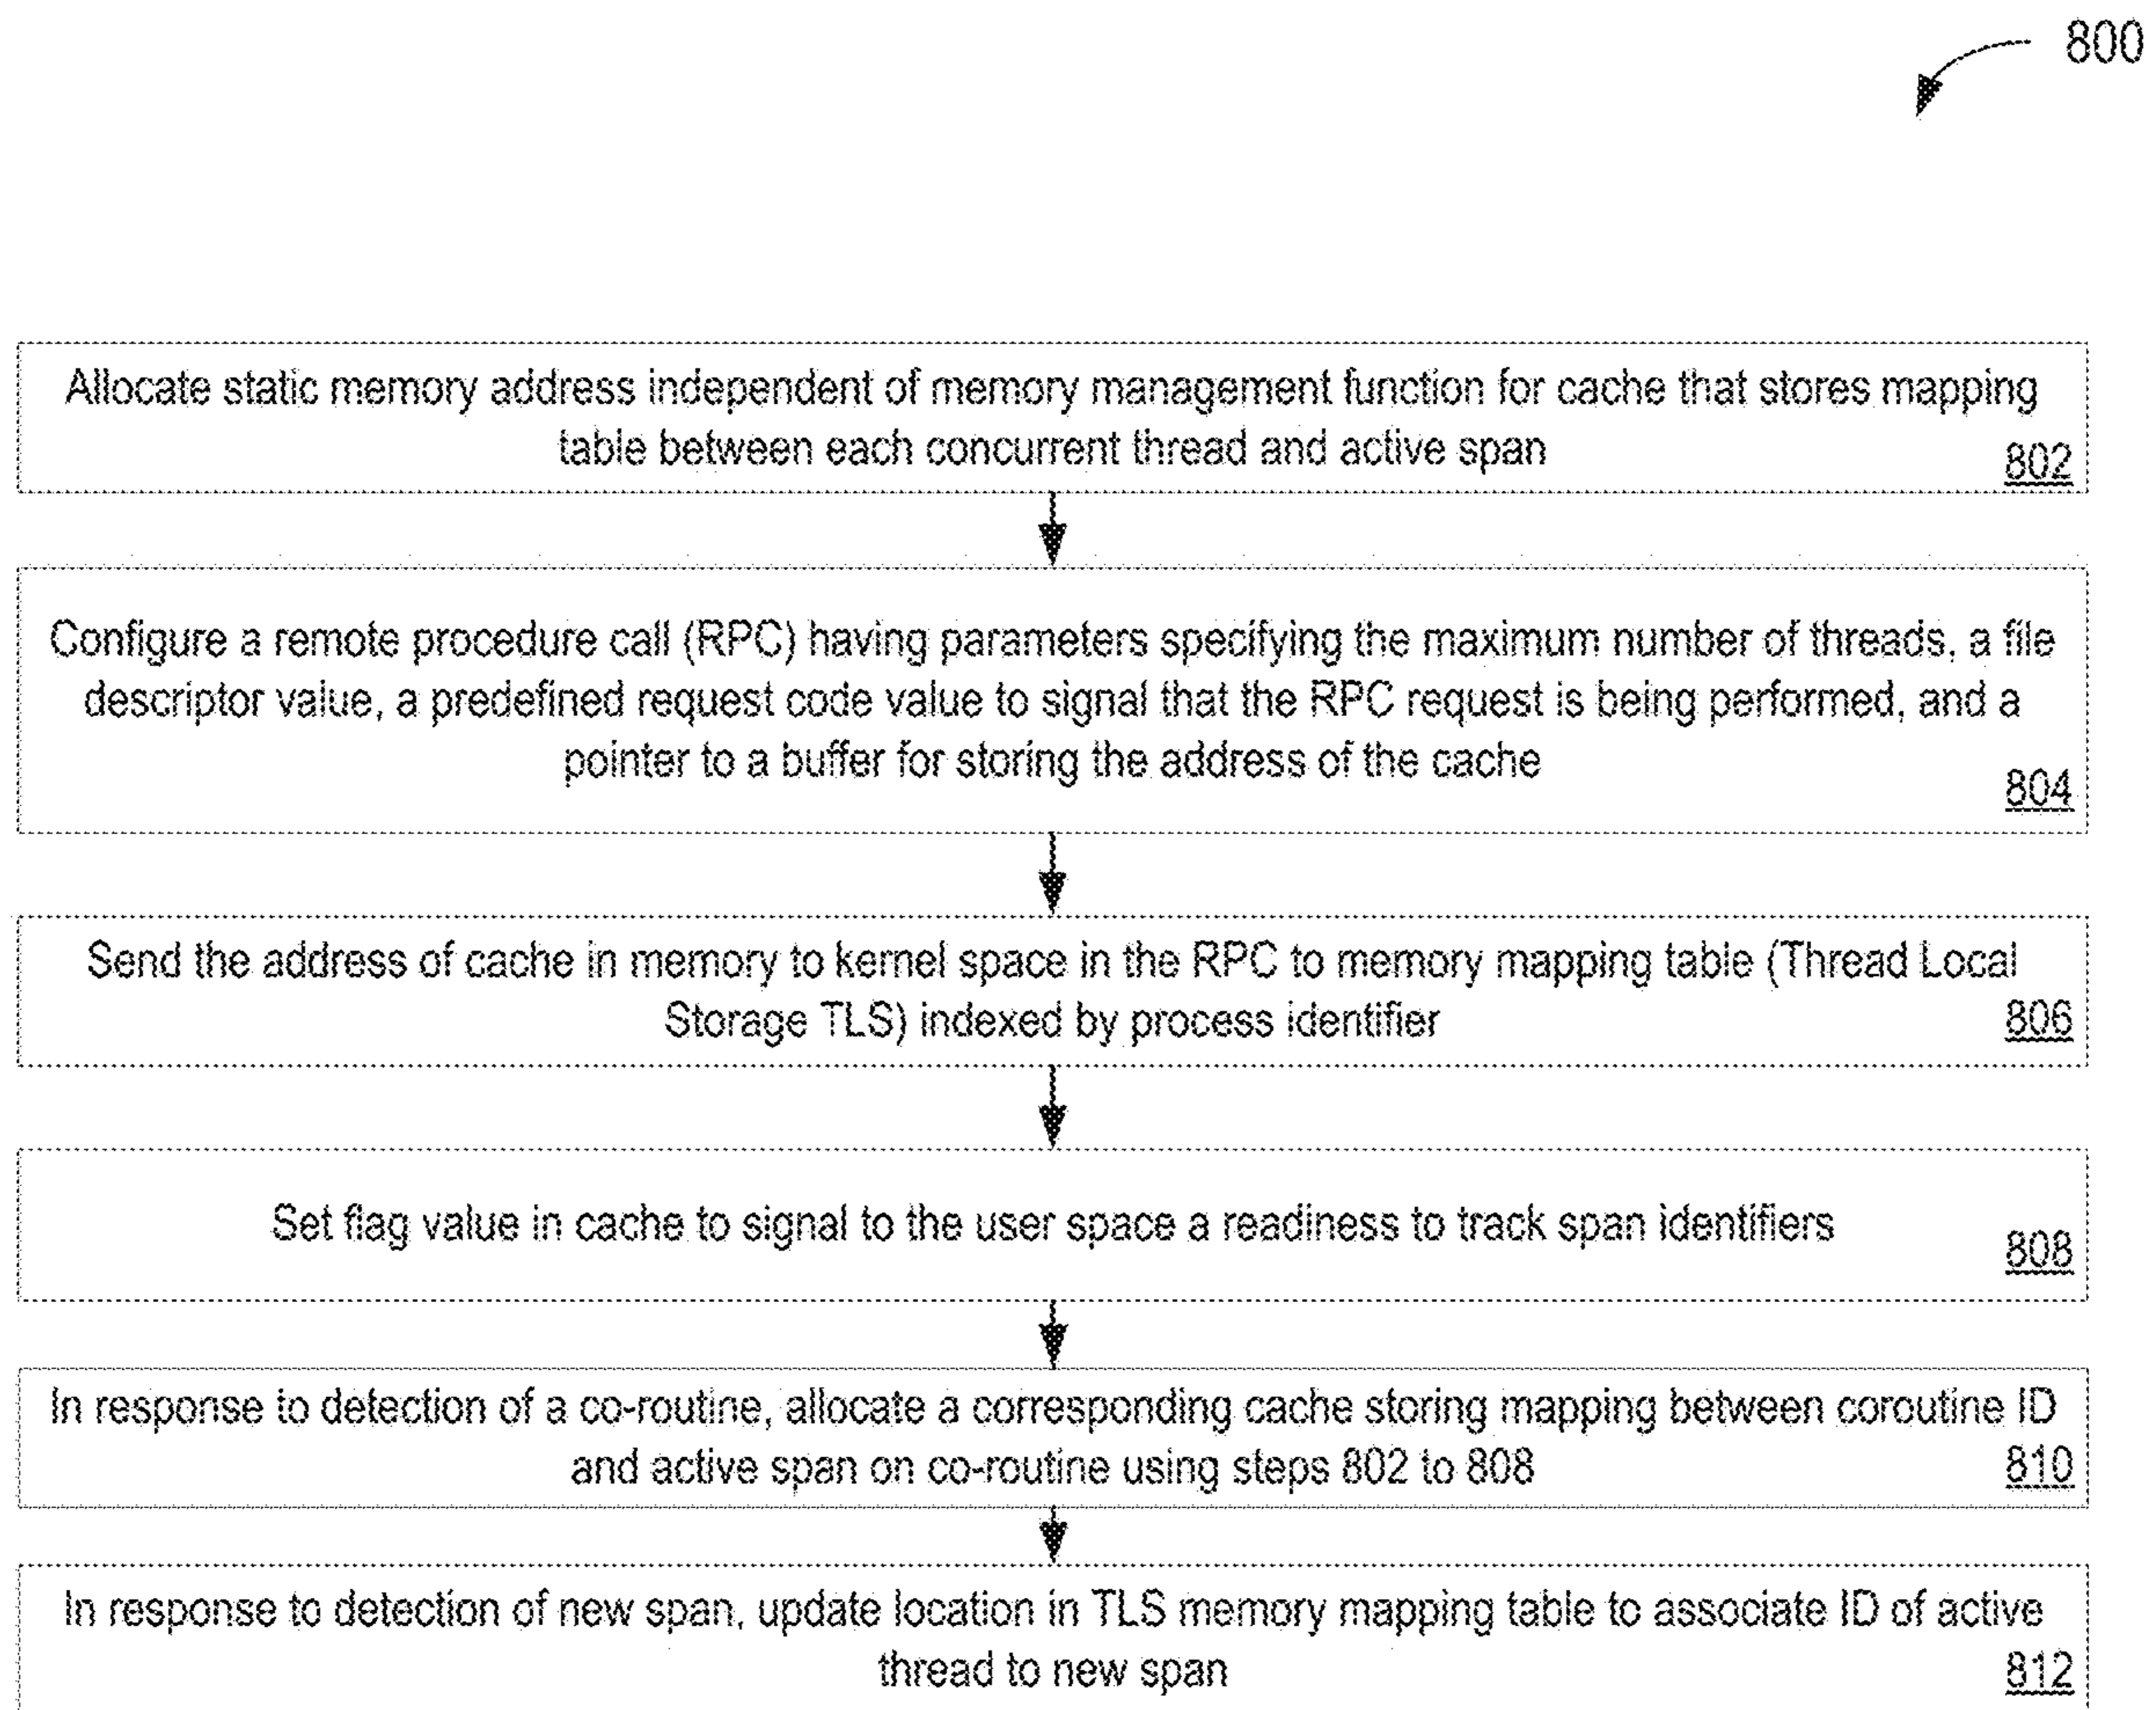 800
Allocate static memory address independent of memory management function for cache that stores mapping
table between each concurrent thread and active span
802
Configure a remote procedure call (RPC) having parameters specifying the maximum number of threads, a file
descriptor value, a predefined request code value to signal that the RPC request is being performed, and a
pointer to a buffer for storing the address of the cache
804
Send the address of cache in memory to kernel space in the RPC to memory mapping table (Thread Local
Storage TLS) indexed by process identifier
806
Set flag value in cache to signal to the user space a readiness to track span identifiers
808
In response to detection of a co-routine, allocate a corresponding cache storing mapping between coroutine ID
and active span on co-routine using steps 802 to 808
810
In response to detection of new span, update location in TLS memory mapping table to associate ID of active
thread to new span
812